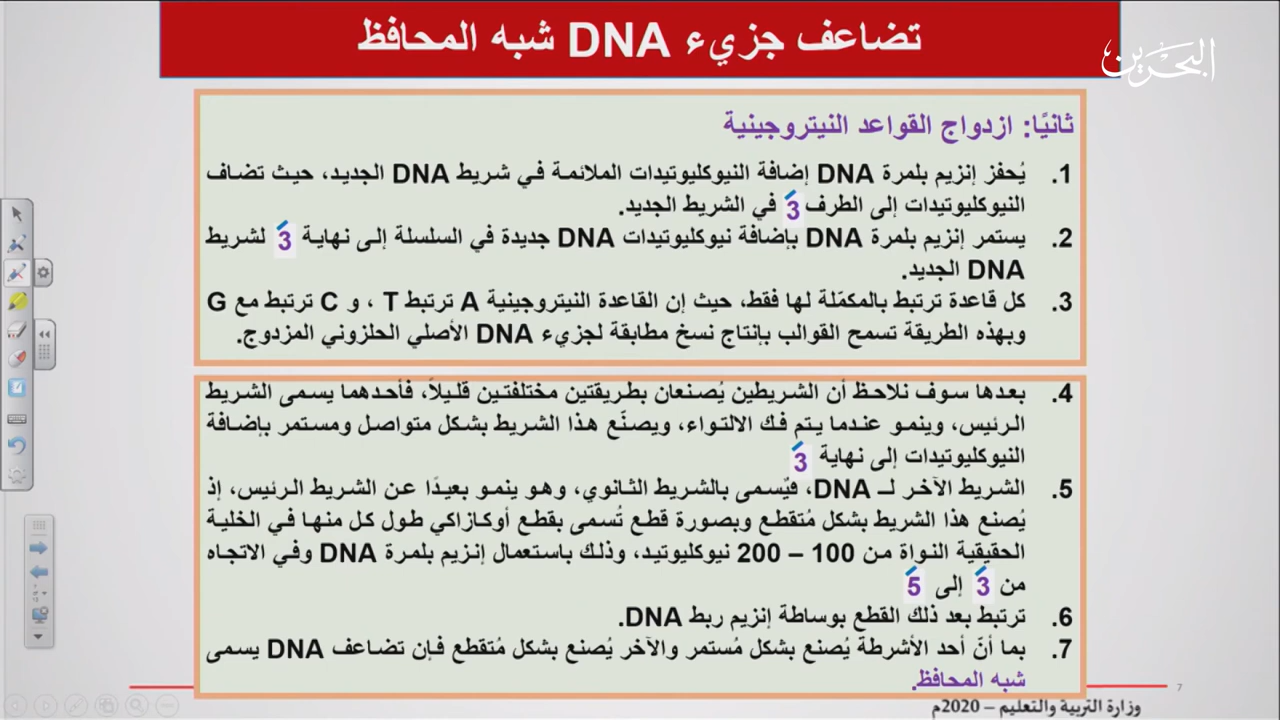 تضاعف جزيء DNA شبه المحافظ
البحرين
ثانيًا: ازدواج القواعد النيتروجينية
1. يُحفز إنزيم بلمرة DNA إضافة النيوكليوتيدات الملائمة في شريط DNA الجديد، حيث تضاف
النيوكليوتيدات إلى الطرف 3́ في الشريط الجديد.
2. يستمر إنزيم بلمرة DNA بإضافة نيوكليوتيدات DNA جديدة في السلسلة إلى نهاية 3́ لشريط
DNA الجديد.
3. كل قاعدة ترتبط بالمكمّلة لها فقط، حيث إن القاعدة النيتروجينية A ترتبط T ، و C ترتبط مع G
وبهذه الطريقة تسمح القوالب بإنتاج نسخ مطابقة لجزيء DNA الأصلي الحلزوني المزدوج.
4. بعدها سوف نلاحظ أن الشريطين يُصنعان بطريقتين مختلفتين قليلاً، فأحدهما يسمى الشريط
الرئيس، وينمو عندما يتم فك الالتواء، ويصنّع هذا الشريط بشكل متواصل ومستمر بإضافة
النيوكليوتيدات إلى نهاية 3́
5. الشريط الآخر لـ DNA، فيُسمى بالشريط الثانوي، وهو ينمو بعيدًا عن الشريط الرئيس، إذ
يُصنع هذا الشريط بشكل مُتقطع وبصورة قطع تُسمى بقطع أوكازاكي طول كل منها في الخلية
الحقيقية النواة من 100 – 200 نيوكليوتيد، وذلك باستعمال إنزيم بلمرة DNA وفي الاتجاه
من 3́ إلى 5́
6. ترتبط بعد ذلك القطع بوساطة إنزيم ربط DNA.
7. بما أنّ أحد الأشرطة يُصنع بشكل مُستمر والآخر يُصنع بشكل مُتقطع فإن تضاعف DNA يسمى
شبه المحافظ.
7
وزارة التربية والتعليم – 2020م